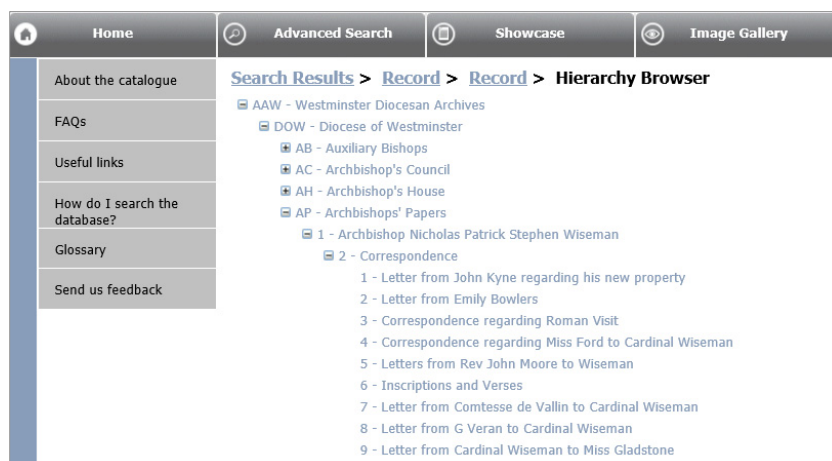 Home
Advanced Search
Showcase
Image Gallery
About the catalogue
FAQs
Useful links
How do I search the
database?
Glossary
Send us feedback
Search Results > Record > Record > Hierarchy Browser
AAW - Westminster Diocesan Archives
DOW - Diocese of Westminster
AB - Auxiliary Bishops
AC - Archbishop's Council
AH - Archbishop's House
AP - Archbishops' Papers
1 - Archbishop Nicholas Patrick Stephen Wiseman
2 - Correspondence
1 - Letter from John Kyne regarding his new property
2 - Letter from Emily Bowlers
3 - Correspondence regarding Roman Visit
4 - Correspondence regarding Miss Ford to Cardinal Wiseman
5 - Letters from Rev John Moore to Wiseman
6 - Inscriptions and Verses
7 - Letter from Comtesse de Vallin to Cardinal Wiseman
8 - Letter from G Veran to Cardinal Wiseman
9 - Letter from Cardinal Wiseman to Miss Gladstone